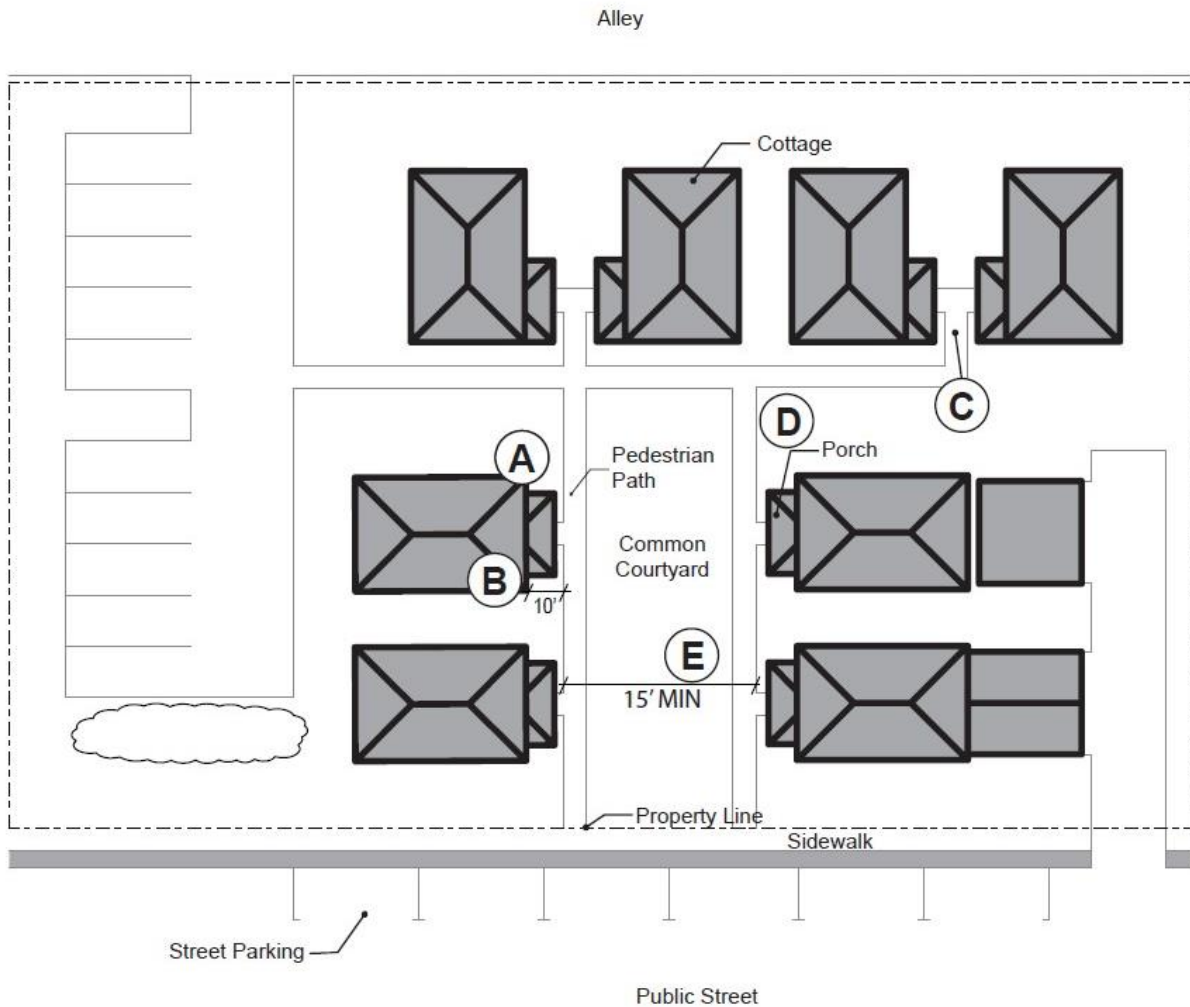 Alley
Cottage
C
A
D
Pedestrian
Path
Porch
Common
Courtyard
B
10'
E
15' MIN
Property Line
Sidewalk
Street Parking
Public Street